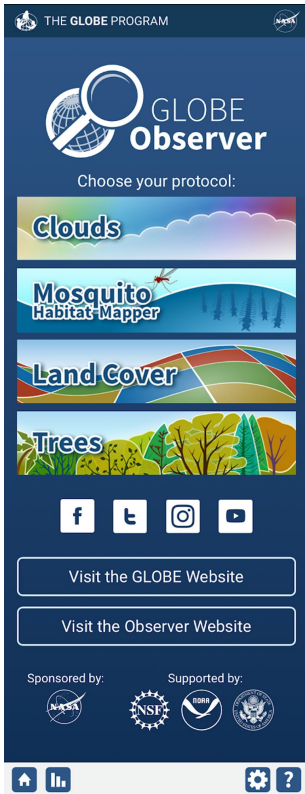 THE GLOBE PROGRAM
NASA
GLOBE
Observer
Choose your protocol:
Clouds
Mosquito
Habitat Mapper
Land Cover
Trees
Visit the GLOBE Website
Visit the Observer Website
Sponsored by:
Supported by:
NASA
NSF
NOAA